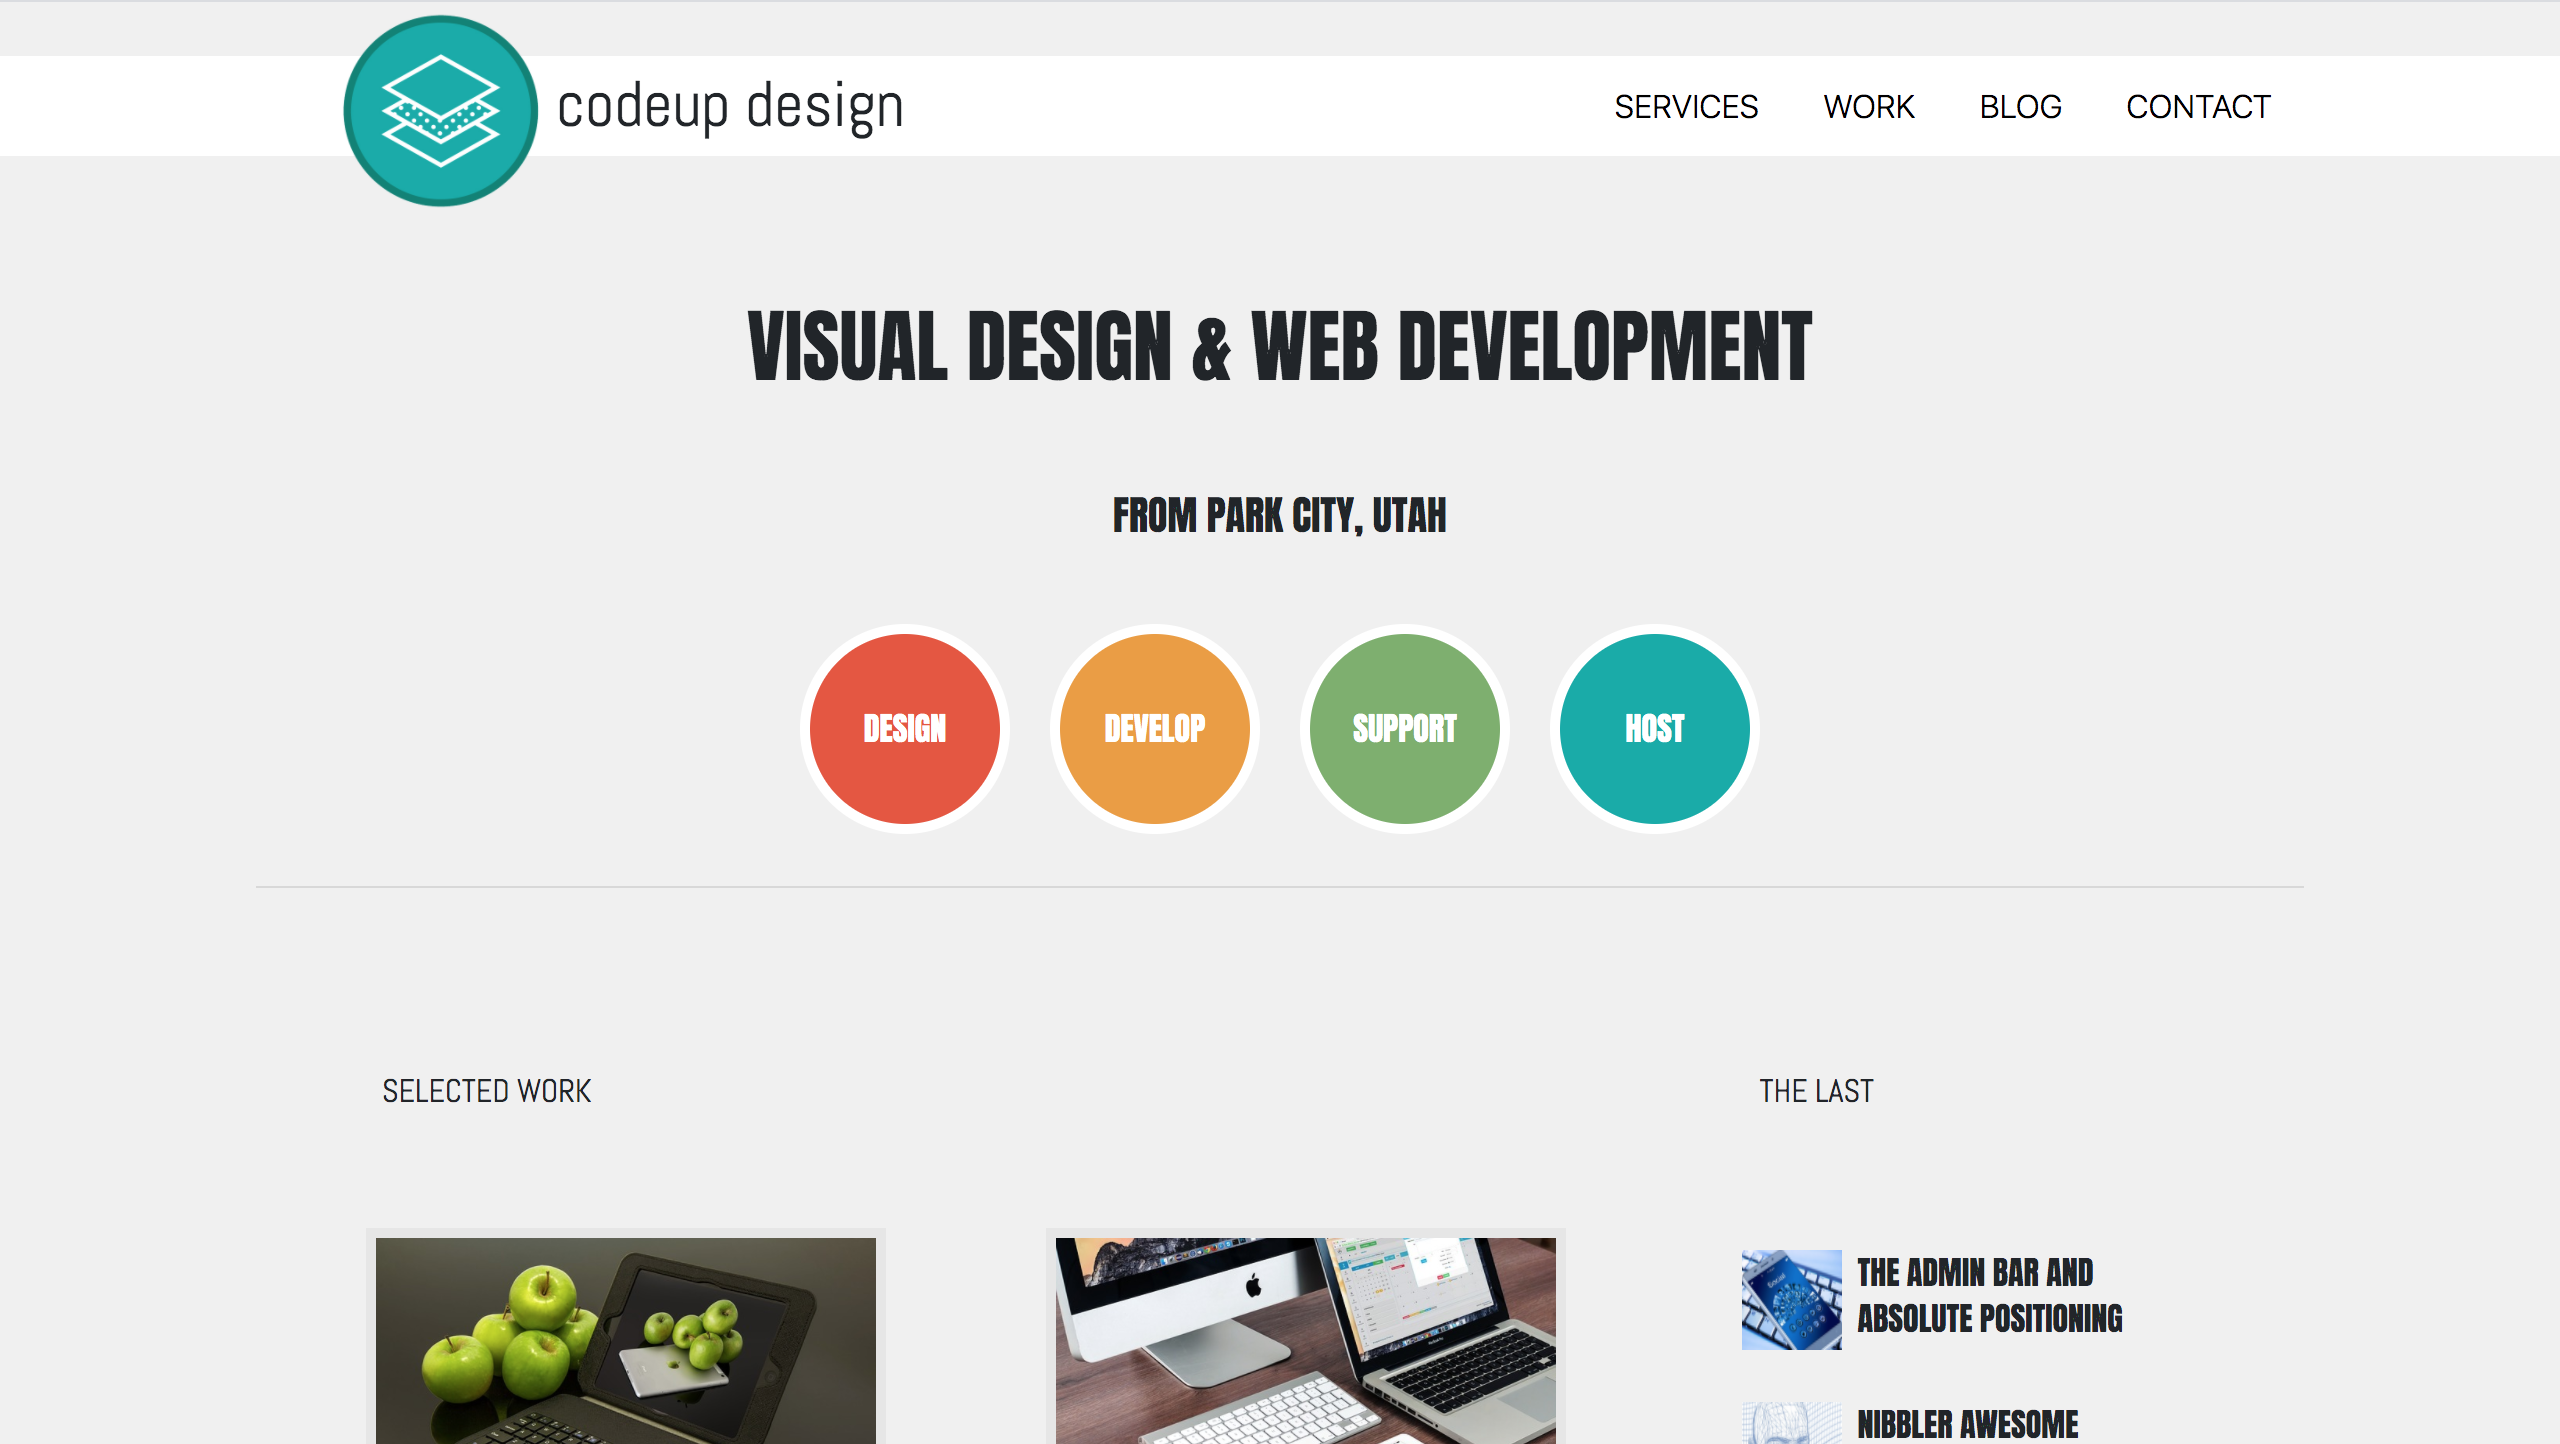 codeup design
SERVICES WORK BLOG CONTACT
VISUAL DESIGN & WEB DEVELOPMENT
FROM PARK CITY, UTAH
DESIGN DEVELOP SUPPORT HOST
SELECTED WORK
THE LAST
THE ADMIN BAR AND
ABSOLUTE POSITIONING
NIBBLER AWESOME